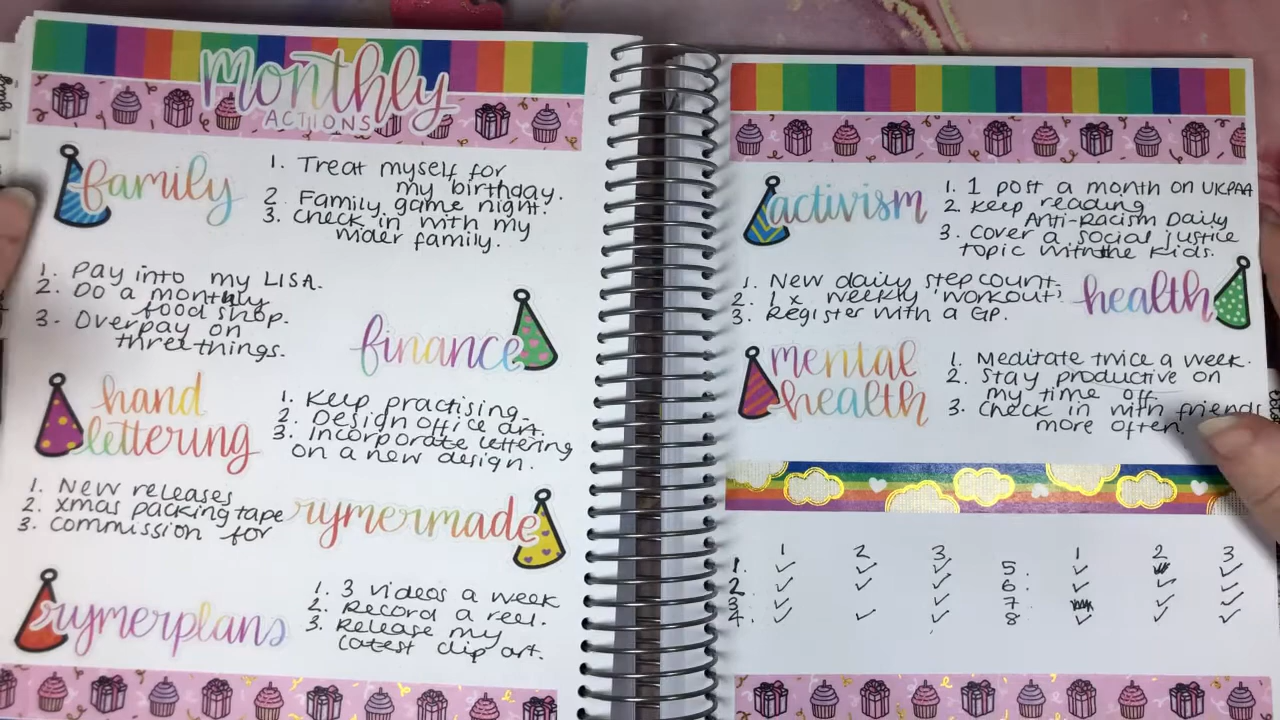 Monthly
ACTIONS
family
1. Treat myself for
my birthday.
2. Family game night.
3. Check in with my
wider family.
1. Pay into my LISA.
2. Do a monthly
food shop.
3. Overpay on
three things.
finance
hand
lettering
1. Keep practising.
2. Design office art.
3. Incorporate lettering
on a new design.
1. New releases
2. xmas packing tape
3. commission for
rymermade
rymerplans
1. 3 videos a week
2. Record a reel.
3. Release my
latest clip art.
activism
1. 1 post a month on UKPAA
2. Keep reading
Anti-Racism Daily
3. Cover a social justice
topic with the kids.
1. New daily step count.
2. 1x weekly 'workout'
3. Register with a GP.
health
mental
health
1. Meditate twice a week.
2. Stay productive on
my time off.
3. Check in with friends
more often.
1 2 3 1 2 3
1. ✓ ✓ ✓ 5. ✓ ✓
2. ✓ ✓ ✓ 6. ✓ ✓ ✓
3. ✓ ✓ 7. ✓ ✓
4. ✓ ✓ ✓ 8 ✓ ✓ ✓